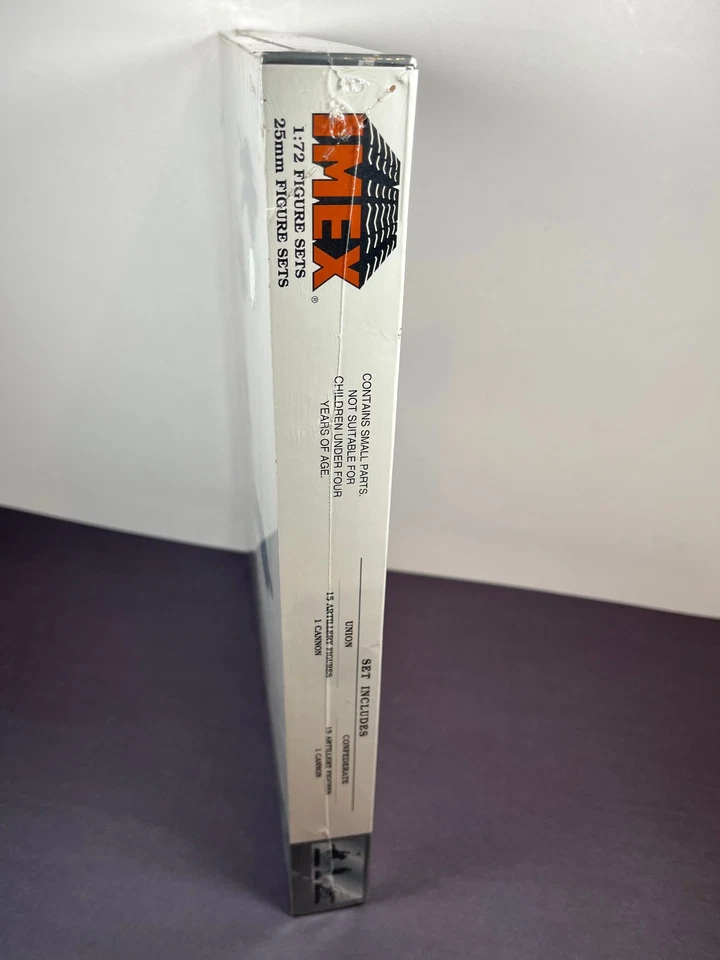 IMEX®
1:72 FIGURE SETS
25mm FIGURE SETS
CONTAINS SMALL PARTS.
NOT SUITABLE FOR
CHILDREN UNDER FOUR
YEARS OF AGE.
SET INCLUDES
UNION
15 ARTILLERY FIGURES
1 CANNON
CONFEDERATE
15 ARTILLERY FIGURES
1 CANNON